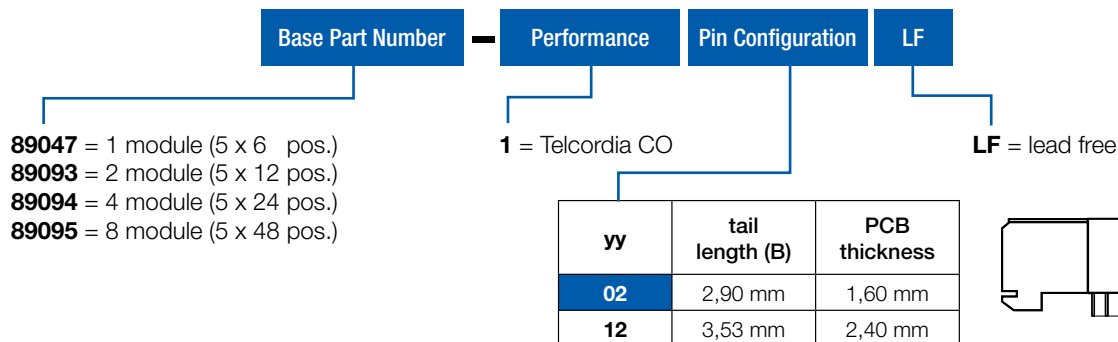 Base Part Number - Performance Pin Configuration LF
89047 = 1 module (5 x 6 pos.)
89093 = 2 module (5 x 12 pos.)
89094 = 4 module (5 x 24 pos.)
89095 = 8 module (5 x 48 pos.)
1 = Telcordia CO
LF = lead free
yy tail length (B) PCB thickness
02 2,90 mm 1,60 mm
12 3,53 mm 2,40 mm